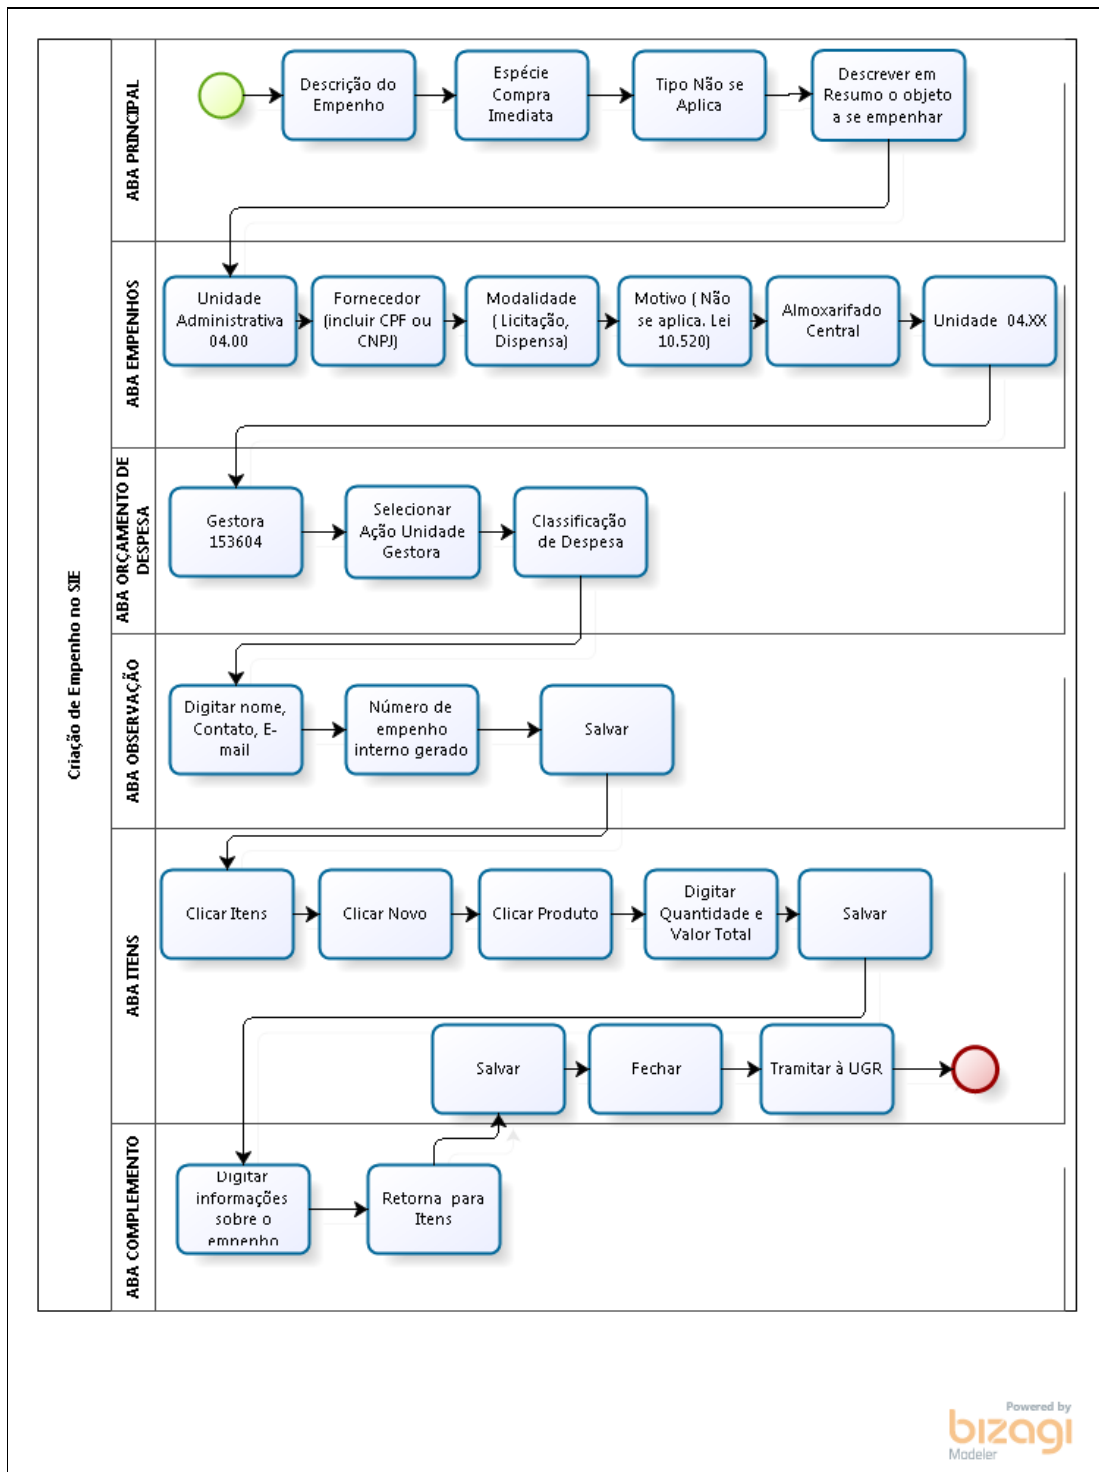 Criação de Empenho no SIE
ABA PRINCIPAL
Descrição do
Empenho
Espécie
Compra
Imediata
Tipo Não se
Aplica
Descrever em
Resumo o objeto
a se empenhar
ABA EMPENHOS
Unidade
Administrativa
04.00
Fornecedor
(incluir CPF ou
CNPJ)
Modalidade
( Licitação,
Dispensa)
Motivo ( Não
se aplica. Lei
10.520)
Almoxarifado
Central
Unidade 04.XX
ABA ORÇAMENTO DE
DESPESA
Gestora
153604
Selecionar
Ação Unidade
Gestora
Classificação
de Despesa
ABA OBSERVAÇÃO
Digitar nome,
Contato, E-
mail
Número de
empenho
interno gerado
Salvar
ABA ITENS
Clicar Itens
Clicar Novo
Clicar Produto
Digitar
Quantidade e
Valor Total
Salvar
Salvar
Fechar
Tramitar à UGR
ABA COMPLEMENTO
Digitar
informações
sobre o
empenho
Retorna para
Itens
Powered by
bizagi
Modeler